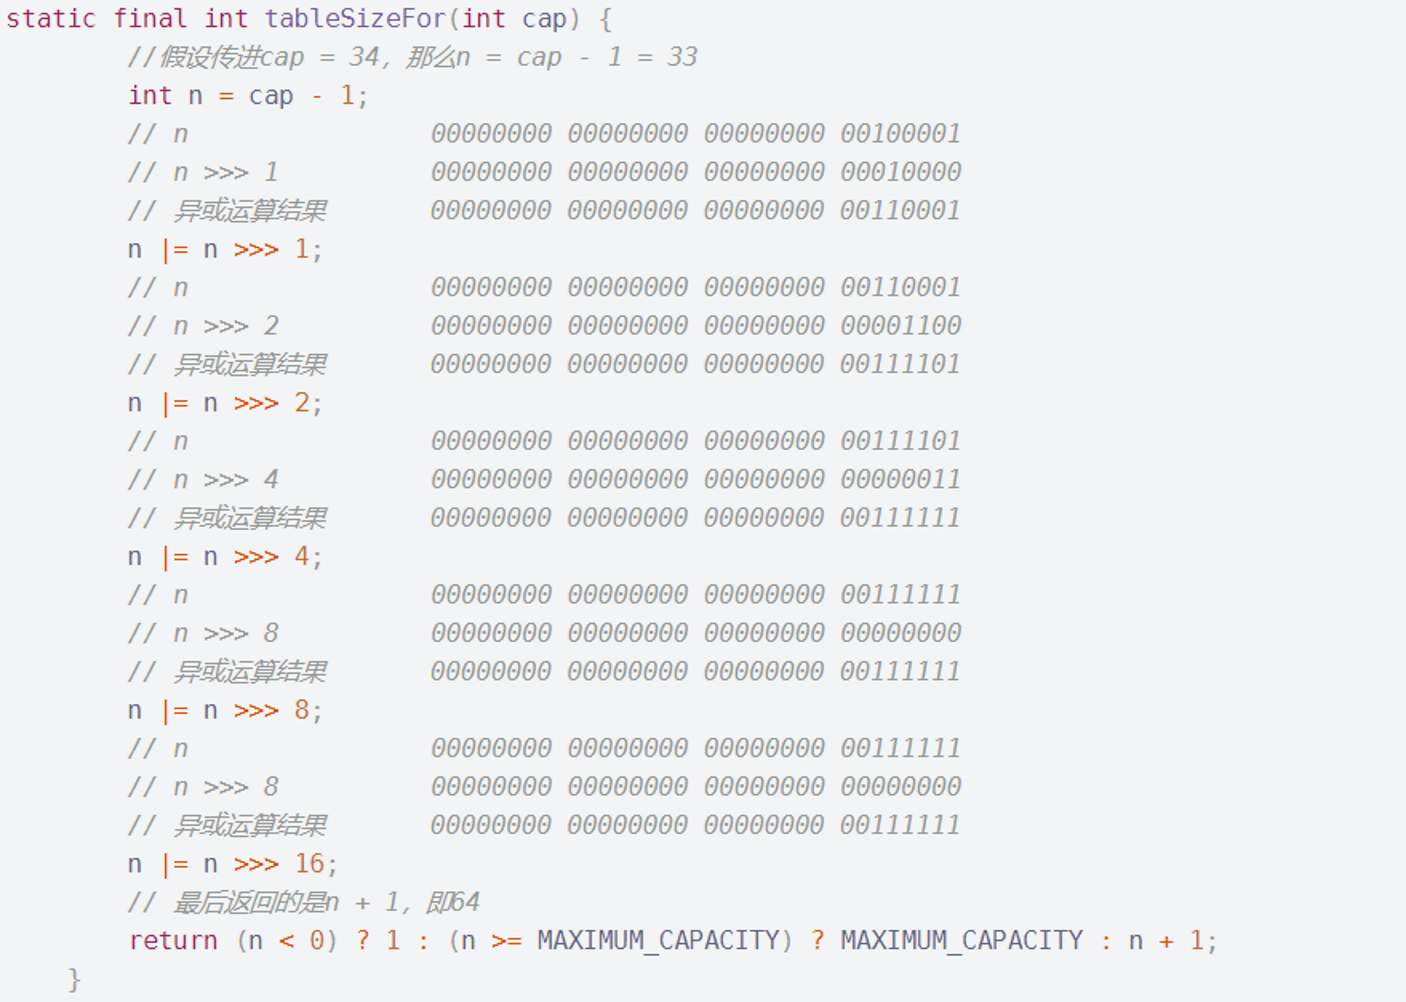 static final int tableSizeFor(int cap) {
//假设传进cap = 34，那么n = cap - 1 = 33
int n = cap - 1;
// n 00000000 00000000 00000000 00100001
// n >>> 1 00000000 00000000 00000000 00010000
// 异或运算结果 00000000 00000000 00000000 00110001
n |= n >>> 1;
// n 00000000 00000000 00000000 00110001
// n >>> 2 00000000 00000000 00000000 00001100
// 异或运算结果 00000000 00000000 00000000 00111101
n |= n >>> 2;
// n 00000000 00000000 00000000 00111101
// n >>> 4 00000000 00000000 00000000 00000011
// 异或运算结果 00000000 00000000 00000000 00111111
n |= n >>> 4;
// n 00000000 00000000 00000000 00111111
// n >>> 8 00000000 00000000 00000000 00000000
// 异或运算结果 00000000 00000000 00000000 00111111
n |= n >>> 8;
// n 00000000 00000000 00000000 00111111
// n >>> 8 00000000 00000000 00000000 00000000
// 异或运算结果 00000000 00000000 00000000 00111111
n |= n >>> 16;
// 最后返回的是n + 1，即64
return (n < 0) ? 1 : (n >= MAXIMUM_CAPACITY) ? MAXIMUM_CAPACITY : n + 1;
}